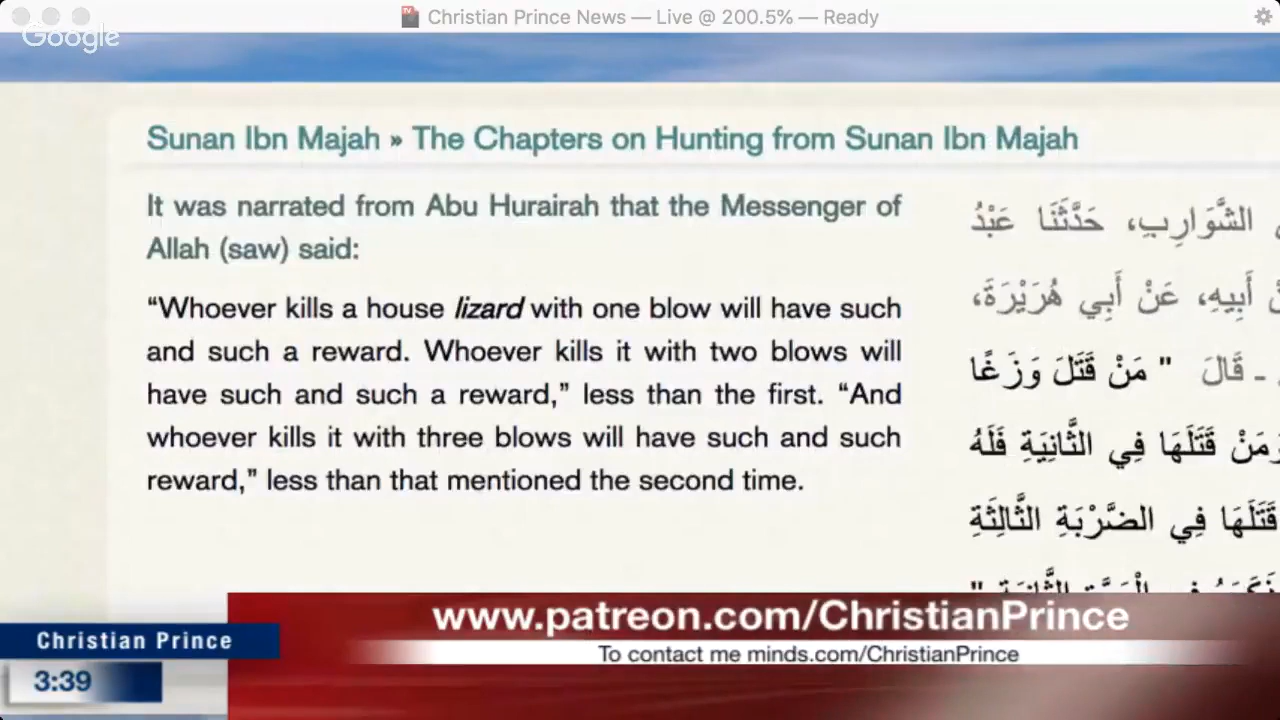 Christian Prince News — Live @ 200.5% — Ready
Google
Sunan Ibn Majah » The Chapters on Hunting from Sunan Ibn Majah
It was narrated from Abu Hurairah that the Messenger of
Allah (saw) said:
“Whoever kills a house lizard with one blow will have such
and such a reward. Whoever kills it with two blows will
have such and such a reward,” less than the first. “And
whoever kills it with three blows will have such and such
reward,” less than that mentioned the second time.
الشَّوَارِبِ، حَدَّثَنَا عَبْدُ
أَبِيهِ، عَنْ أَبِي هُرَيْرَةَ،
ـ قَالَ " مَنْ قَتَلَ وَزَغًا
وَمَنْ قَتَلَهَا فِي الثَّانِيَةِ فَلَهُ
قَتَلَهَا فِي الضَّرْبَةِ الثَّالِثَةِ
www.patreon.com/ChristianPrince
To contact me minds.com/ChristianPrince
Christian Prince
3:39